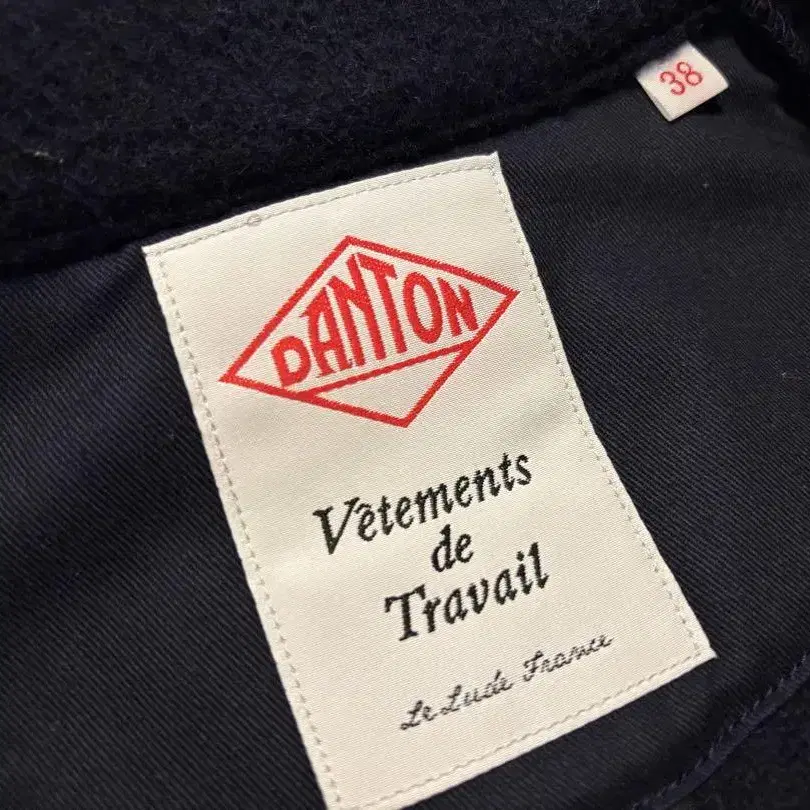 38
DANTON
Vêtements
de
Travail
Le Lude France